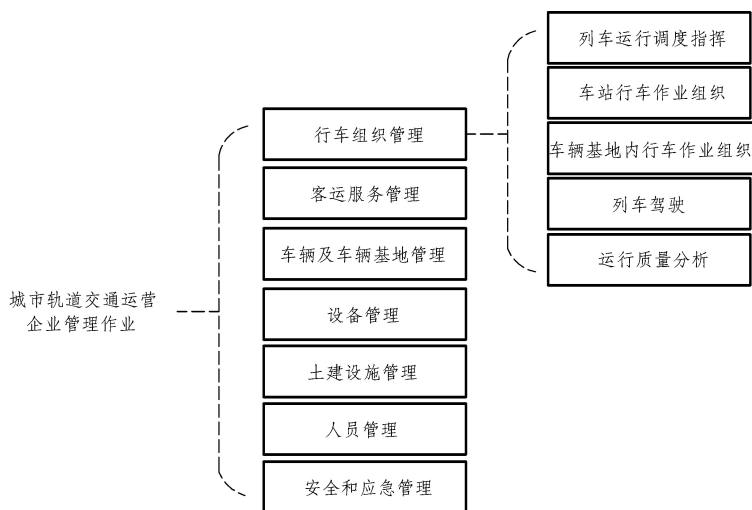 城市轨道交通运营
企业管理作业
行车组织管理
客运服务管理
车辆及车辆基地管理
设备管理
土建设施管理
人员管理
安全和应急管理
列车运行调度指挥
车站行车作业组织
车辆基地内行车作业组织
列车驾驶
运行质量分析